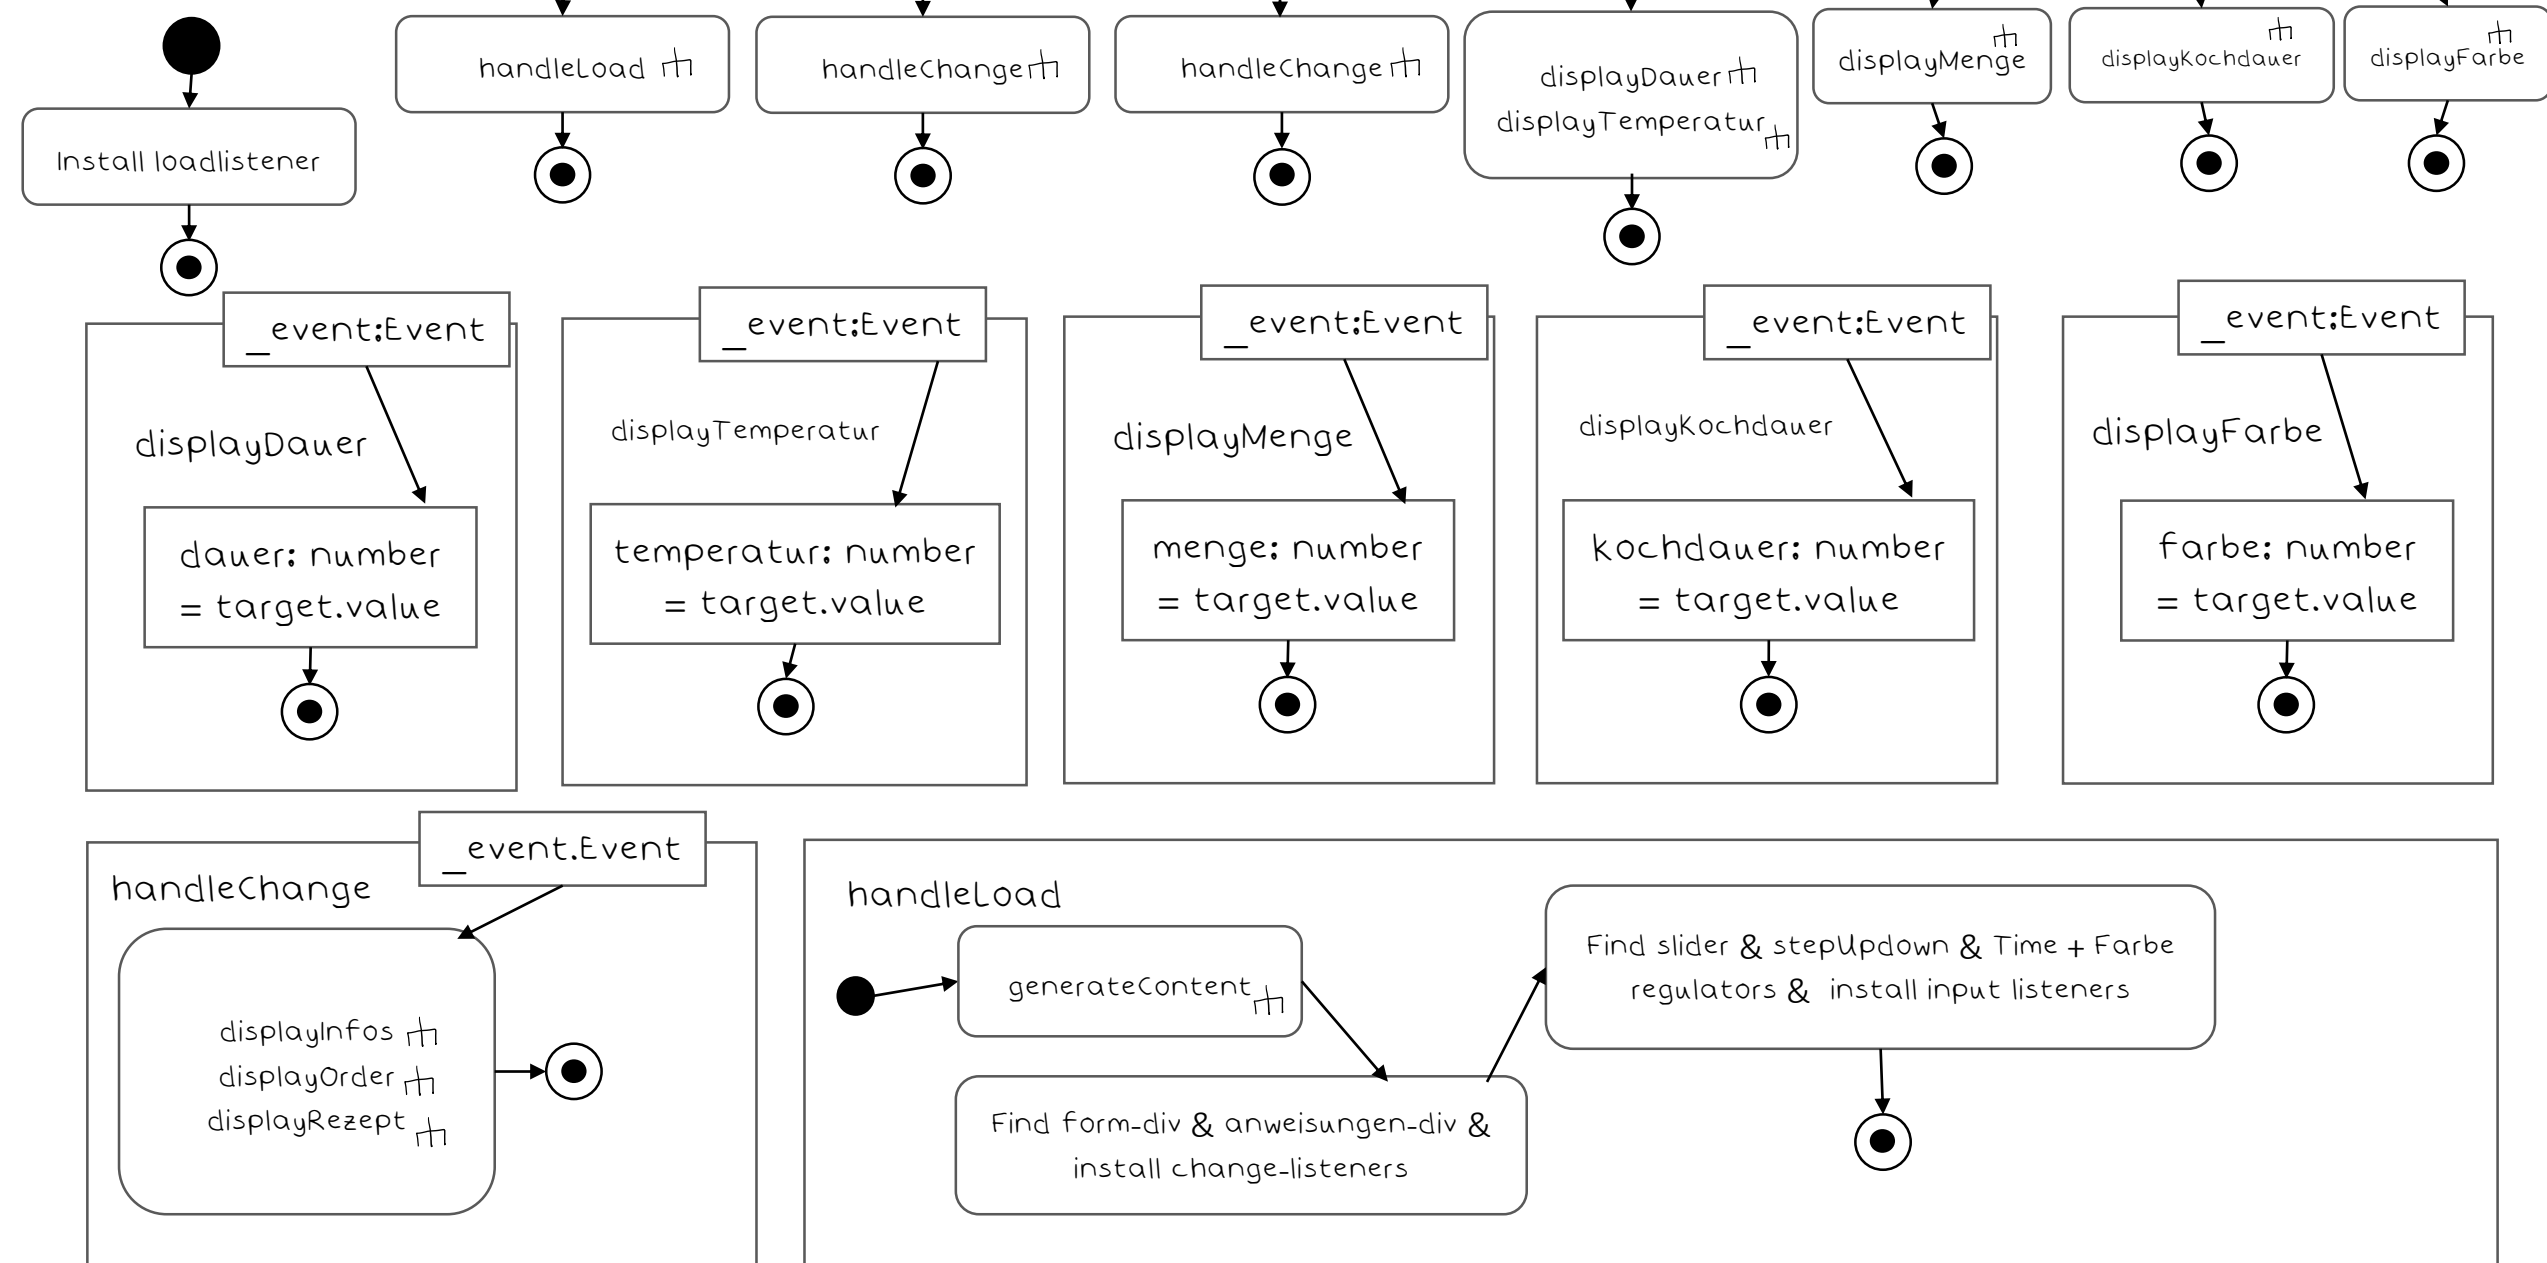 handleLoad
handleChange
handleChange
displayDauer
displayTemperatur
displayMenge
displayKochdauer
displayFarbe
Install loadlistener
_event:Event
_event:Event
_event:Event
_event:Event
_event:Event
displayDauer
displayTemperatur
displayMenge
displayKochdauer
displayFarbe
dauer: number
= target.value
temperatur: number
= target.value
menge: number
= target.value
kochdauer: number
= target.value
farbe: number
= target.value
_event.Event
handleChange
displayInfos
displayOrder
displayRezept
handleLoad
generateContent
Find form-div & anweisungen-div &
install change-listeners
Find slider & stepUpdown & Time + Farbe
regulators & install input listeners